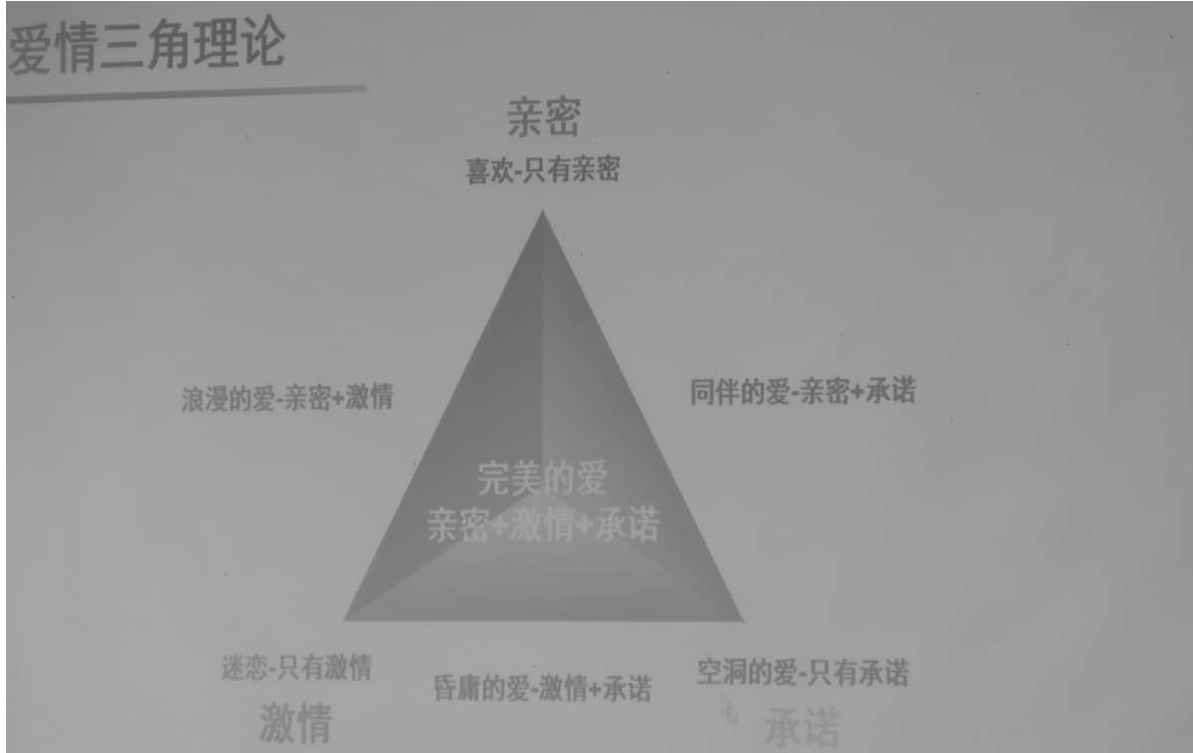 爱情三角理论
亲密
喜欢-只有亲密
浪漫的爱-亲密+激情
同伴的爱-亲密+承诺
完美的爱
亲密+激情+承诺
迷恋-只有激情
昏庸的爱-激情+承诺
空洞的爱-只有承诺
激情
承诺